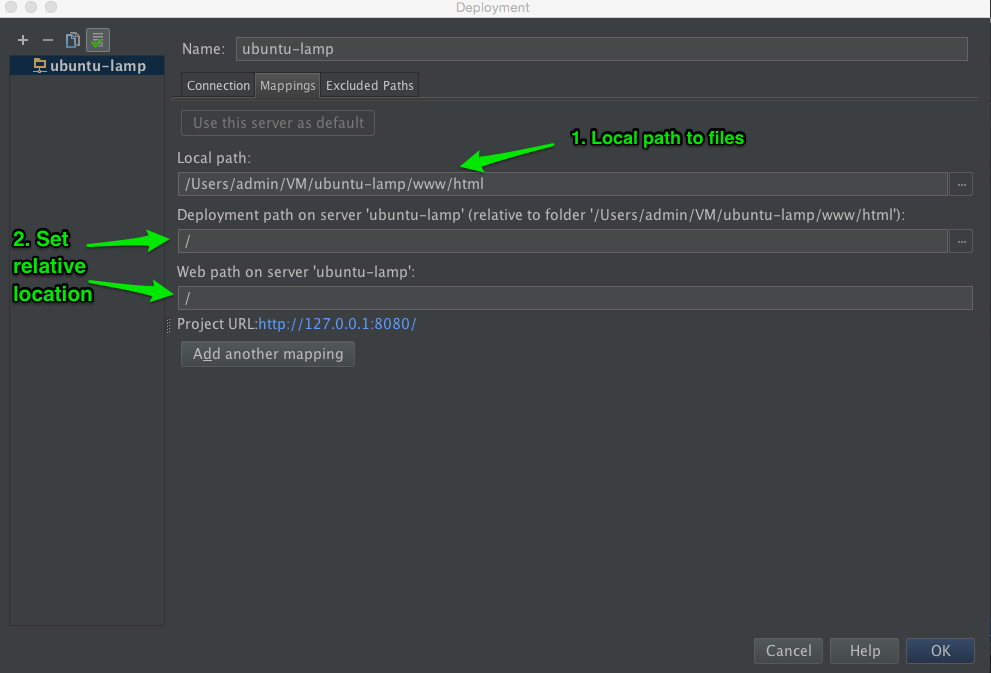 Deployment
ubuntu-lamp
Name: ubuntu-lamp
Connection Mappings Excluded Paths
Use this server as default
1. Local path to files
Local path:
/Users/admin/VM/ubuntu-lamp/www/html ...
Deployment path on server 'ubuntu-lamp' (relative to folder '/Users/admin/VM/ubuntu-lamp/www/html'):
/ ...
2. Set
relative
location
Web path on server 'ubuntu-lamp':
/
Project URL:http://127.0.0.1:8080/
Add another mapping
Cancel Help OK